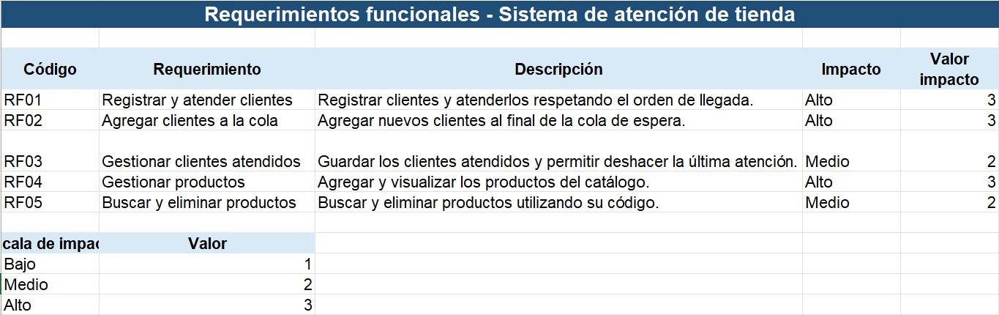 Requerimientos funcionales - Sistema de atención de tienda
Código Requerimiento Descripción Impacto Valor impacto
RF01 Registrar y atender clientes Registrar clientes y atenderlos respetando el orden de llegada. Alto 3
RF02 Agregar clientes a la cola Agregar nuevos clientes al final de la cola de espera. Alto 3
RF03 Gestionar clientes atendidos Guardar los clientes atendidos y permitir deshacer la última atención. Medio 2
RF04 Gestionar productos Agregar y visualizar los productos del catálogo. Alto 3
RF05 Buscar y eliminar productos Buscar y eliminar productos utilizando su código. Medio 2
cala de impac Valor
Bajo 1
Medio 2
Alto 3